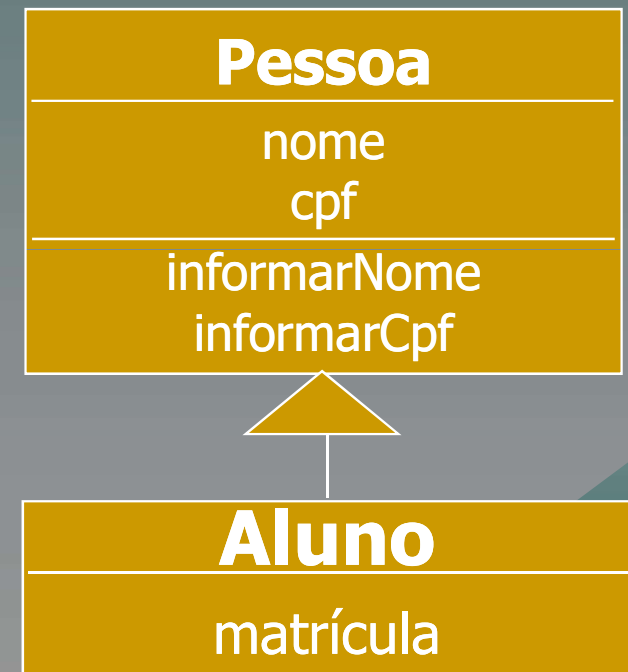 Pessoa
nome
cpf
informarNome
informarCpf
Aluno
matrícula